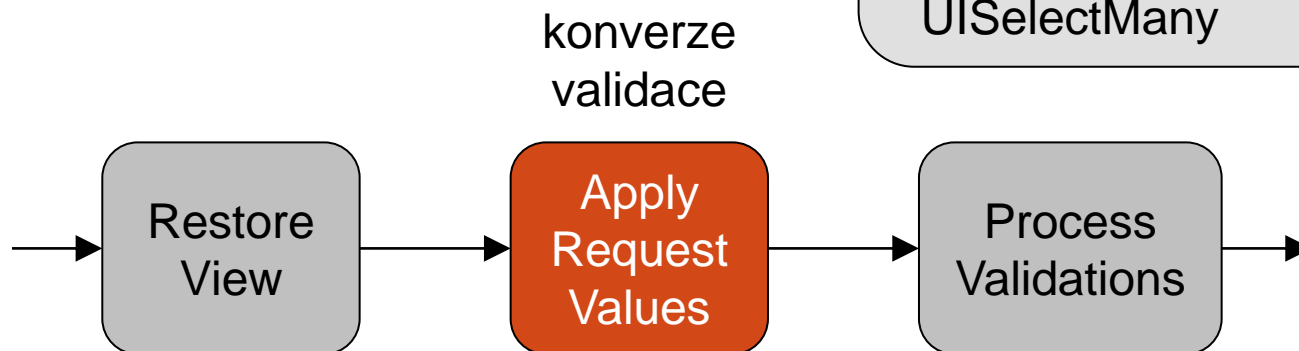 konverze
validace
UISelectMany
Restore
View
Apply
Request
Values
Process
Validations